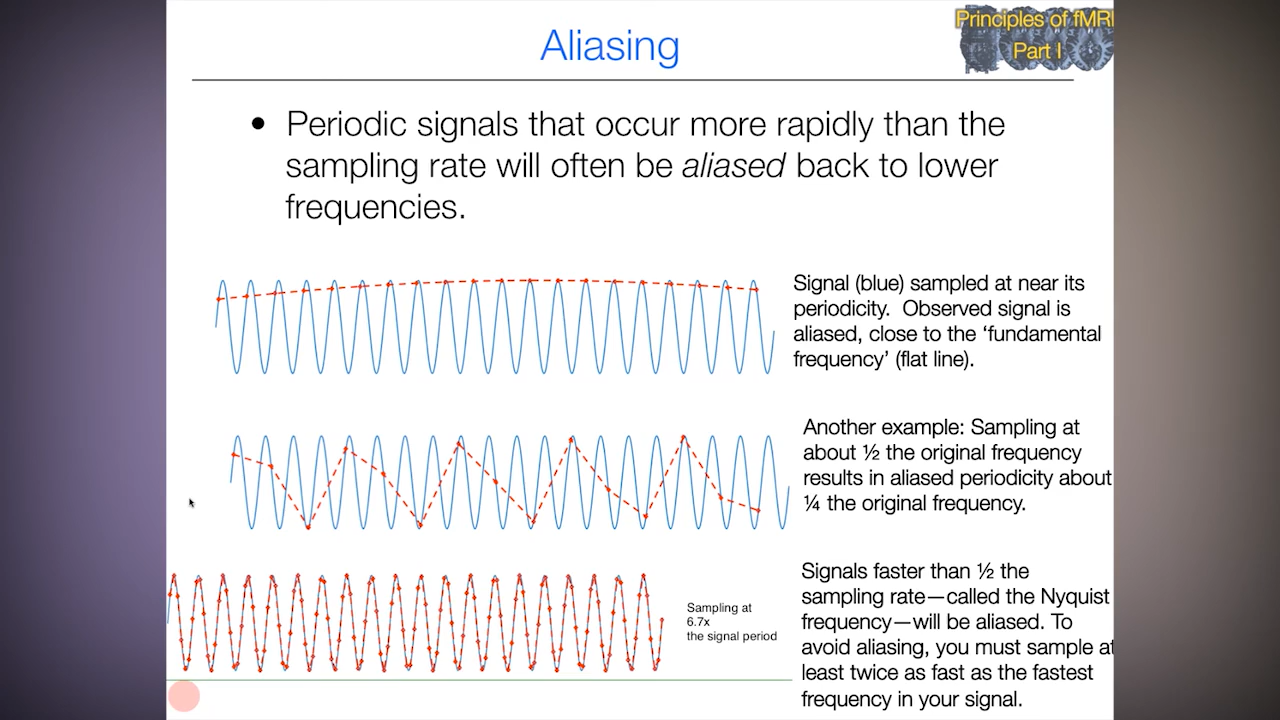 Aliasing
Principles of fMRI
Part I
• Periodic signals that occur more rapidly than the
sampling rate will often be aliased back to lower
frequencies.
Signal (blue) sampled at near its
periodicity. Observed signal is
aliased, close to the ‘fundamental
frequency’ (flat line).
Another example: Sampling at
about ½ the original frequency
results in aliased periodicity about
¼ the original frequency.
Sampling at
6.7x
the signal period
Signals faster than ½ the
sampling rate—called the Nyquist
frequency—will be aliased. To
avoid aliasing, you must sample at
least twice as fast as the fastest
frequency in your signal.